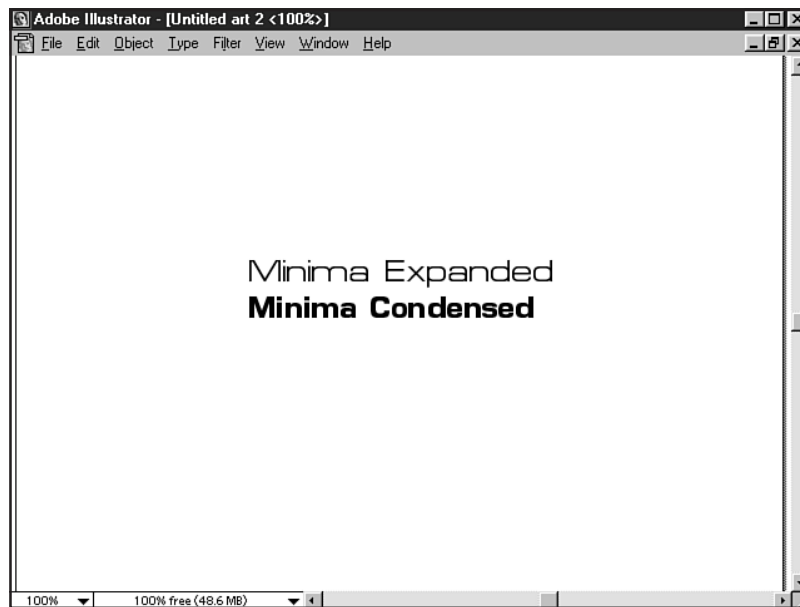 Adobe Illustrator - [Untitled art 2 <100%>]
File Edit Object Type Filter View Window Help
Minima Expanded
Minima Condensed
100% 100% free (48.6 MB)